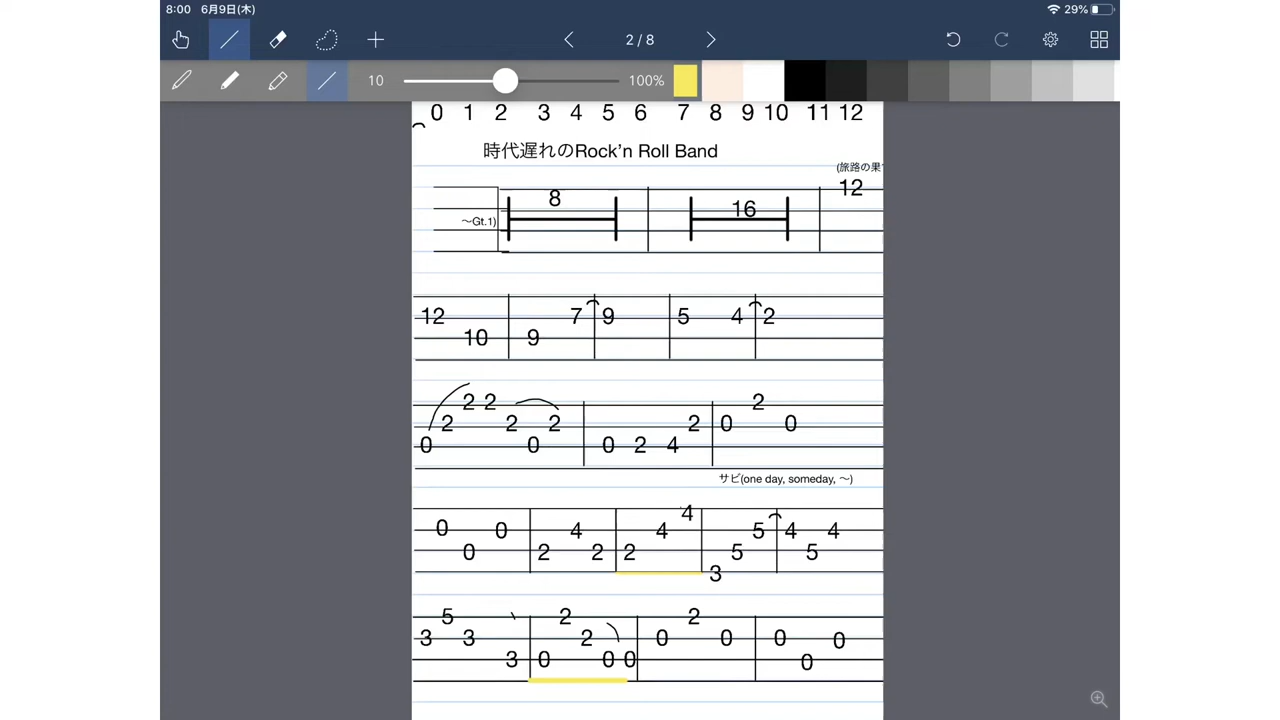 8:00 6月9日(木) 29%
2 / 8
10 100%
0 1 2 3 4 5 6 7 8 9 10 11 12
時代遅れのRock’n Roll Band
(旅路の果
8 16 12
〜Gt.1)
12 10 9 7 9 5 4 2
0 2 2 2 2 0 2 0 2 4 2 0 2 0
サビ(one day, someday, 〜)
0 0 0 2 4 2 2 4 4 3 5 5 4 5 4
3 5 3 3 0 2 2 0 0 0 2 0 0 0 0